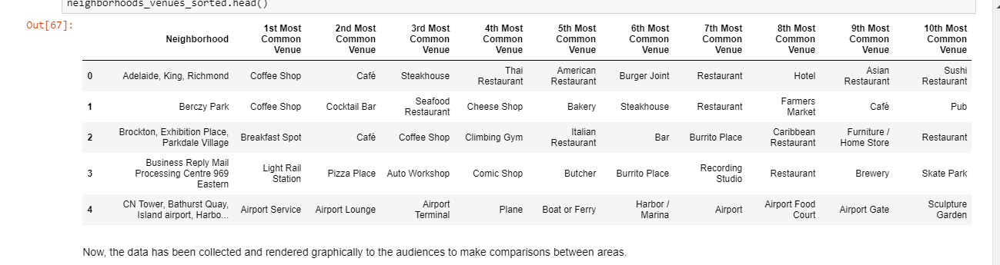 neighborhoods_venues_sorted.head()
Out[67]:
Neighborhood 1st Most Common Venue 2nd Most Common Venue 3rd Most Common Venue 4th Most Common Venue 5th Most Common Venue 6th Most Common Venue 7th Most Common Venue 8th Most Common Venue 9th Most Common Venue 10th Most Common Venue
0 Adelaide, King, Richmond Coffee Shop Café Steakhouse Thai Restaurant American Restaurant Burger Joint Restaurant Hotel Asian Restaurant Sushi Restaurant
1 Berczy Park Coffee Shop Cocktail Bar Seafood Restaurant Cheese Shop Bakery Steakhouse Restaurant Farmers Market Café Pub
2 Brockton, Exhibition Place, Parkdale Village Breakfast Spot Café Coffee Shop Climbing Gym Italian Restaurant Bar Burrito Place Caribbean Restaurant Furniture / Home Store Restaurant
3 Business Reply Mail Processing Centre 969 Eastern Light Rail Station Pizza Place Auto Workshop Comic Shop Butcher Burrito Place Recording Studio Restaurant Brewery Skate Park
4 CN Tower, Bathurst Quay, Island airport, Harbo... Airport Service Airport Lounge Airport Terminal Plane Boat or Ferry Harbor / Marina Airport Airport Food Court Airport Gate Sculpture Garden
Now, the data has been collected and rendered graphically to the audiences to make comparisons between areas.